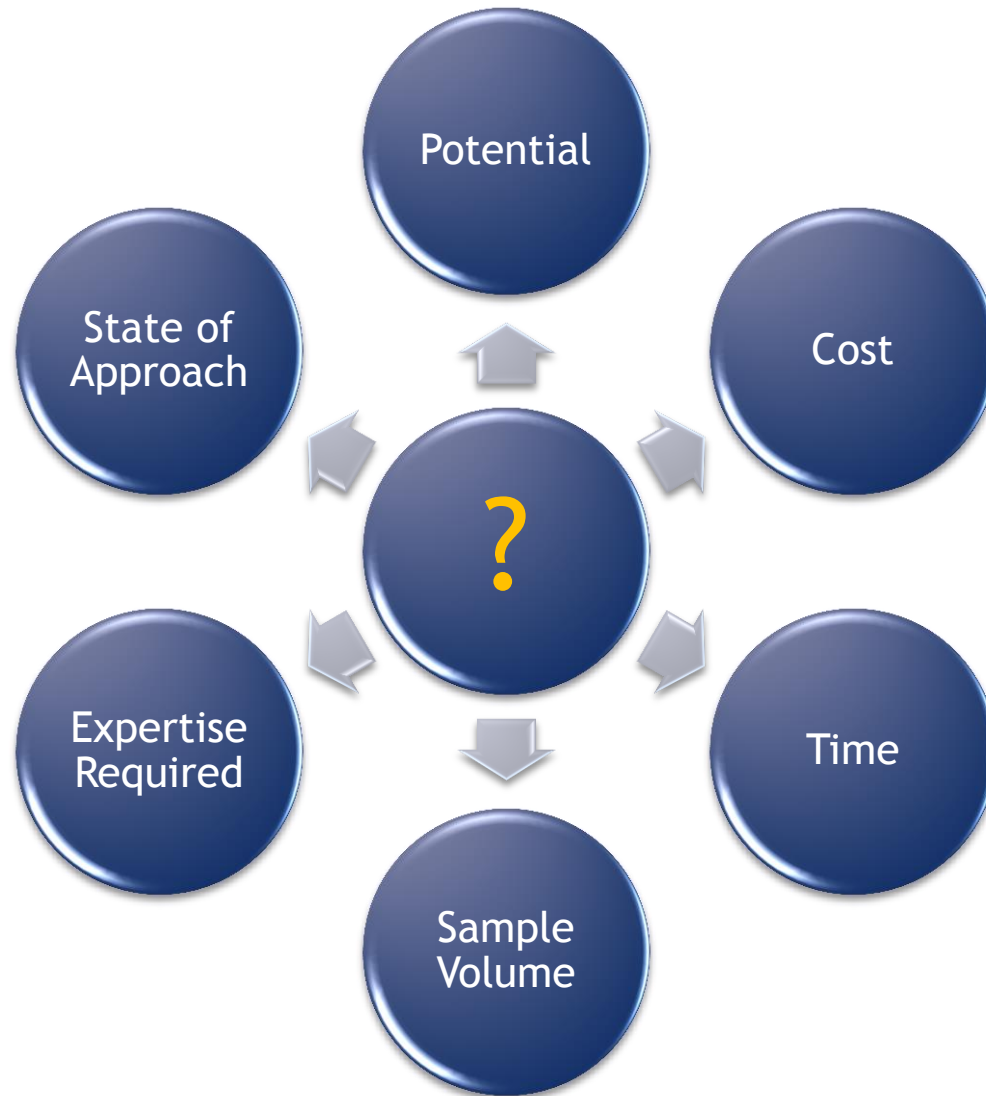 Potential
State of
Approach
Cost
?
Expertise
Required
Time
Sample
Volume